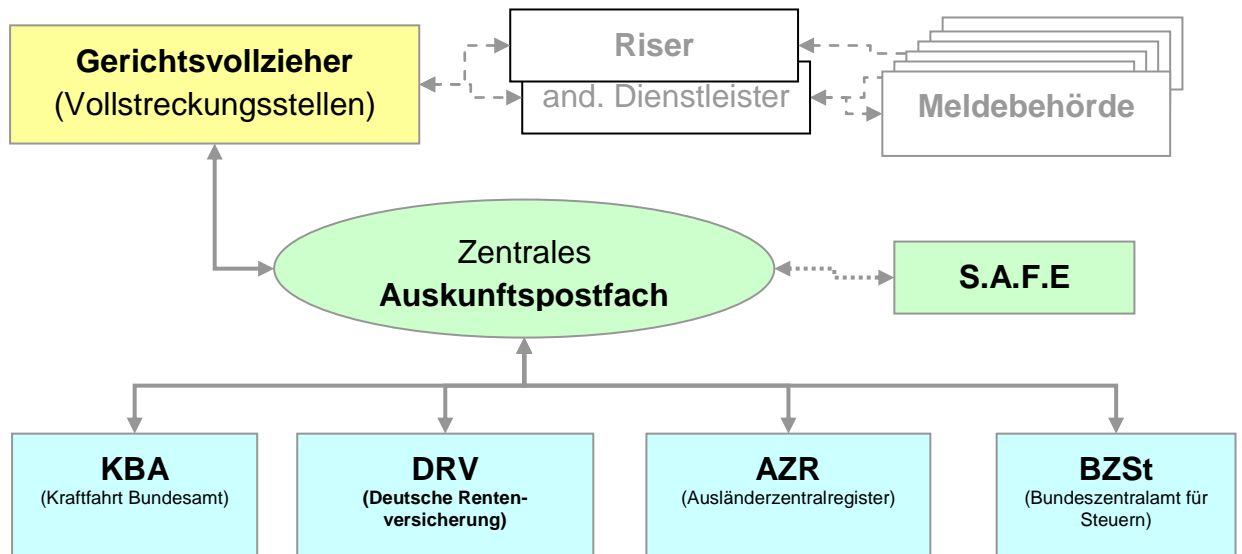 Gerichtsvollzieher
(Vollstreckungsstellen)
Riser
and. Dienstleister
Meldebehörde
Zentrales
Auskunftspostfach
S.A.F.E
KBA
(Kraftfahrt Bundesamt)
DRV
(Deutsche Renten-
versicherung)
AZR
(Ausländerzentralregister)
BZSt
(Bundeszentralamt für
Steuern)